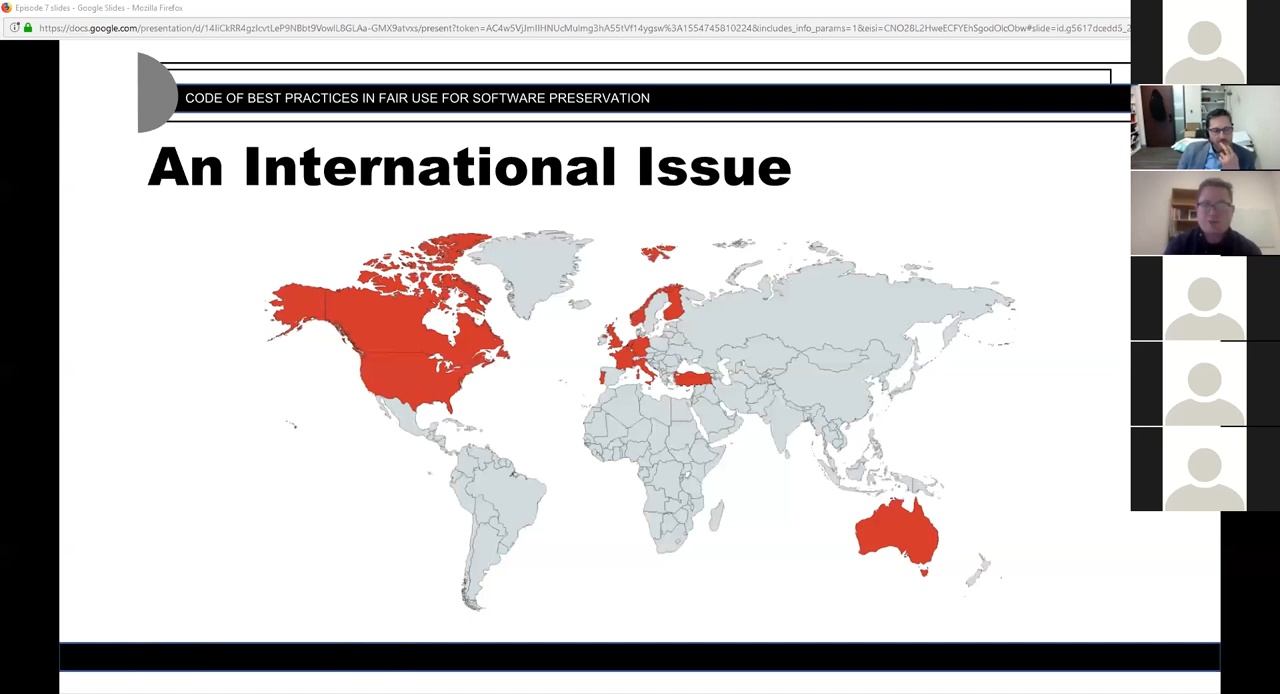 Episode 7 slides - Google Slides - Mozilla Firefox
CODE OF BEST PRACTICES IN FAIR USE FOR SOFTWARE PRESERVATION
An International Issue